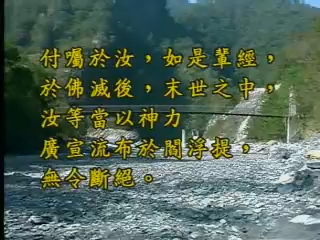 付囑於汝，如是輩經，
於佛滅後，末世之中，
汝等當以神力
廣宣流布於閻浮提，
無令斷絕。